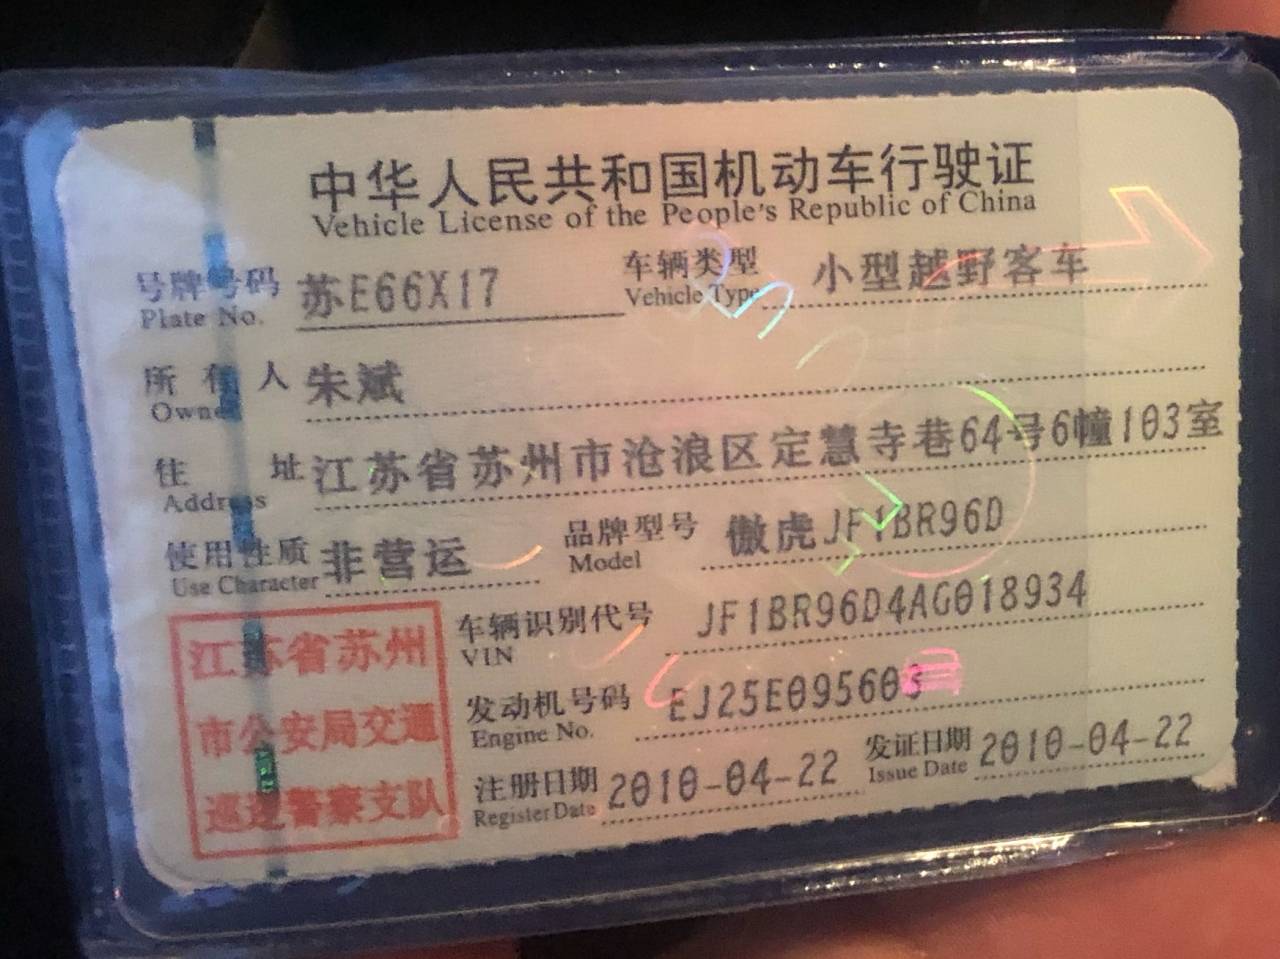 中华人民共和国机动车行驶证
Vehicle License of the People's Republic of China
号牌号码 苏E66X17 车辆类型 小型越野客车
Plate No. Vehicle Type
所有人 朱斌
Owner
住址 江苏省苏州市沧浪区定慧寺巷64号6幢103室
Address
使用性质 非营运 品牌型号 傲虎JF1BR96D
Use Character Model
车辆识别代号 JF1BR96D4AG018934
VIN
发动机号码 EJ25E095603
Engine No.
注册日期 2010-04-22 发证日期 2010-04-22
Register Date Issue Date
江苏省苏州
市公安局交通
巡逻警察支队